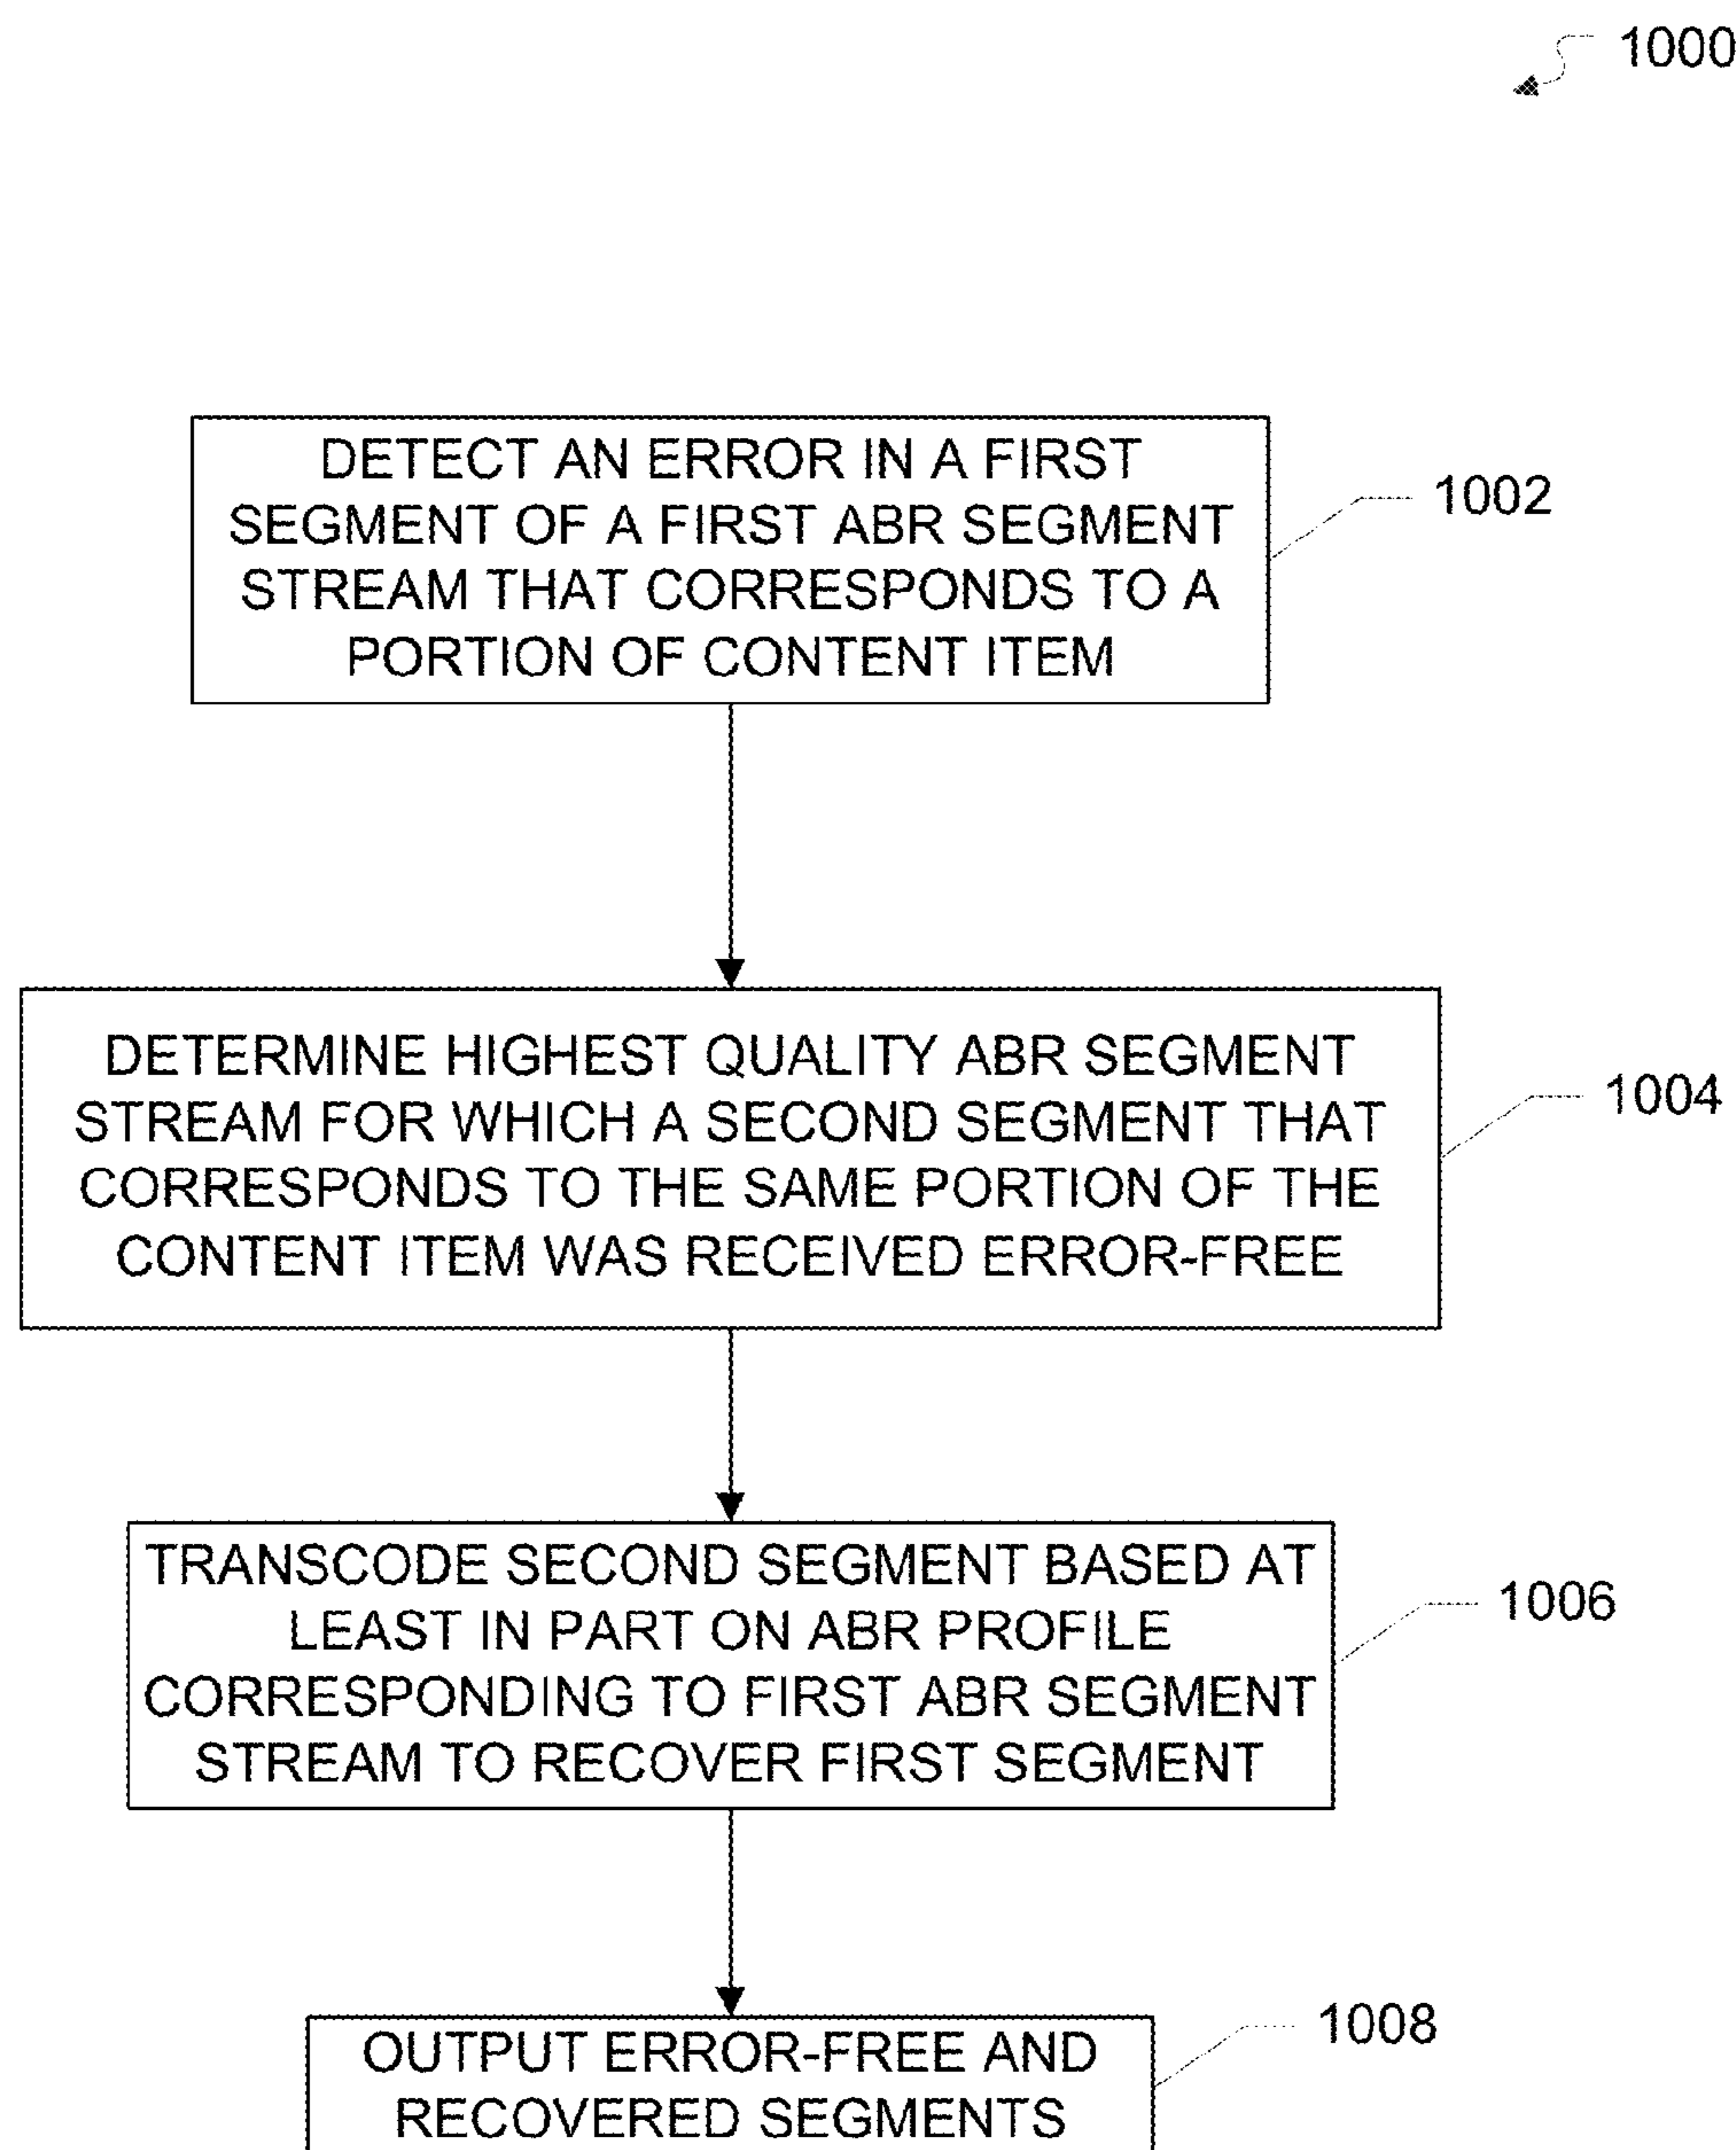 1000
DETECT AN ERROR IN A FIRST
SEGMENT OF A FIRST ABR SEGMENT
STREAM THAT CORRESPONDS TO A
PORTION OF CONTENT ITEM
1002
DETERMINE HIGHEST QUALITY ABR SEGMENT
STREAM FOR WHICH A SECOND SEGMENT THAT
CORRESPONDS TO THE SAME PORTION OF THE
CONTENT ITEM WAS RECEIVED ERROR-FREE
1004
TRANSCODE SECOND SEGMENT BASED AT
LEAST IN PART ON ABR PROFILE
CORRESPONDING TO FIRST ABR SEGMENT
STREAM TO RECOVER FIRST SEGMENT
1006
OUTPUT ERROR-FREE AND
RECOVERED SEGMENTS
1008